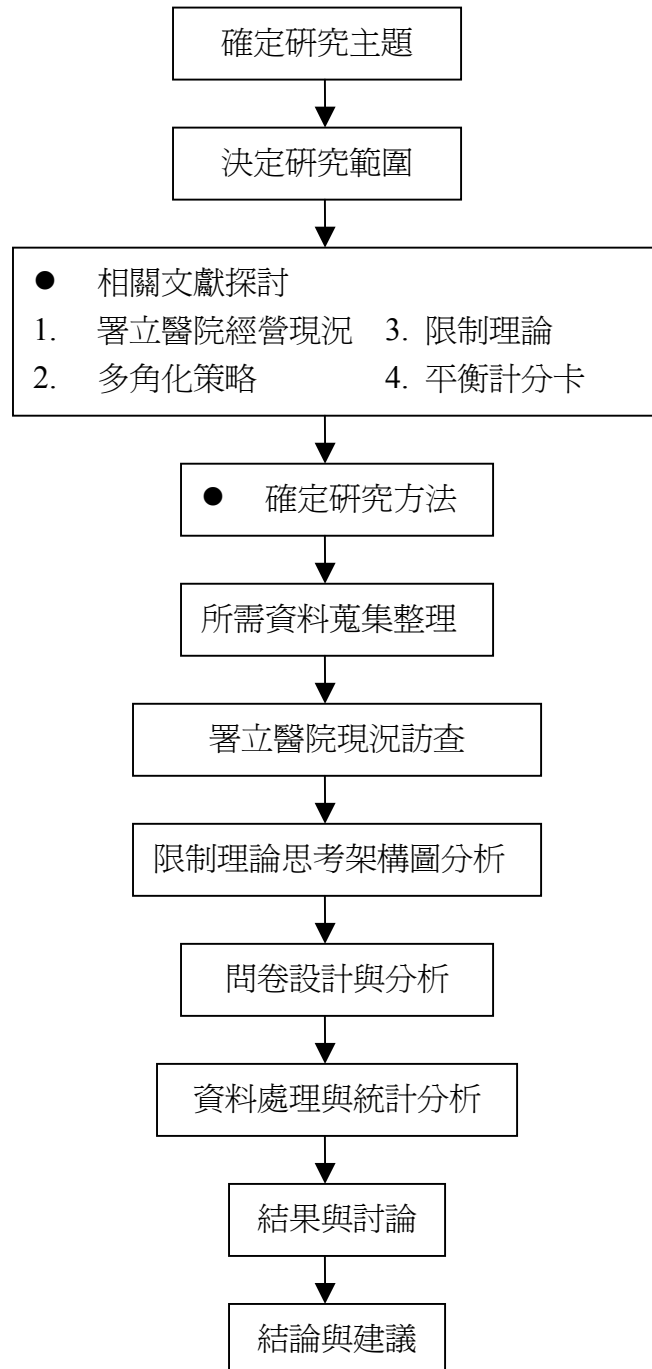 確定研究主題
決定研究範圍
● 相關文獻探討
1. 署立醫院經營現況 3. 限制理論
2. 多角化策略 4. 平衡計分卡
● 確定研究方法
所需資料蒐集整理
署立醫院現況訪查
限制理論思考架構圖分析
問卷設計與分析
資料處理與統計分析
結果與討論
結論與建議